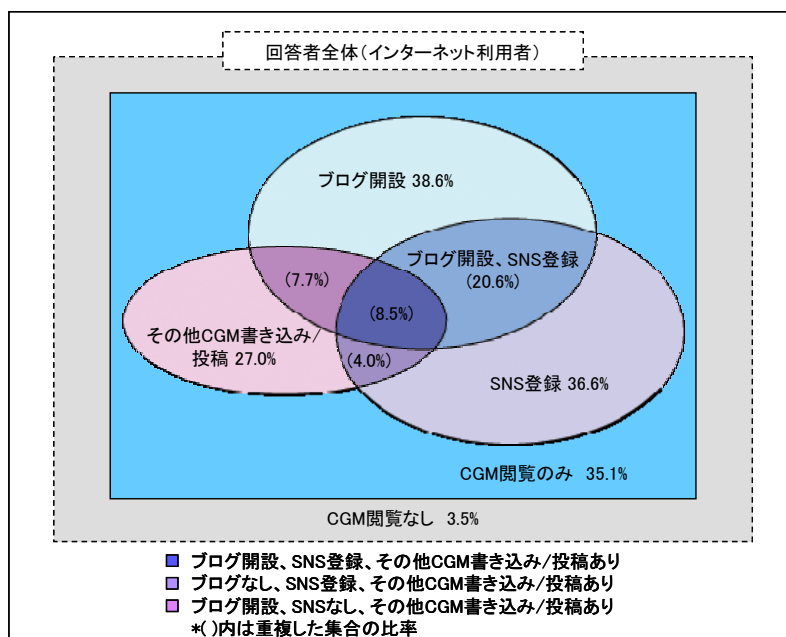 回答者全体(インターネット利用者)
ブログ開設 38.6%
ブログ開設、SNS登録
(20.6%)
(7.7%)
(8.5%)
その他CGM書き込み/
投稿 27.0%
(4.0%)
SNS登録 36.6%
CGM閲覧のみ 35.1%
CGM閲覧なし 3.5%
ブログ開設、SNS登録、その他CGM書き込み/投稿あり
ブログなし、SNS登録、その他CGM書き込み/投稿あり
ブログ開設、SNSなし、その他CGM書き込み/投稿あり
*( )内は重複した集合の比率